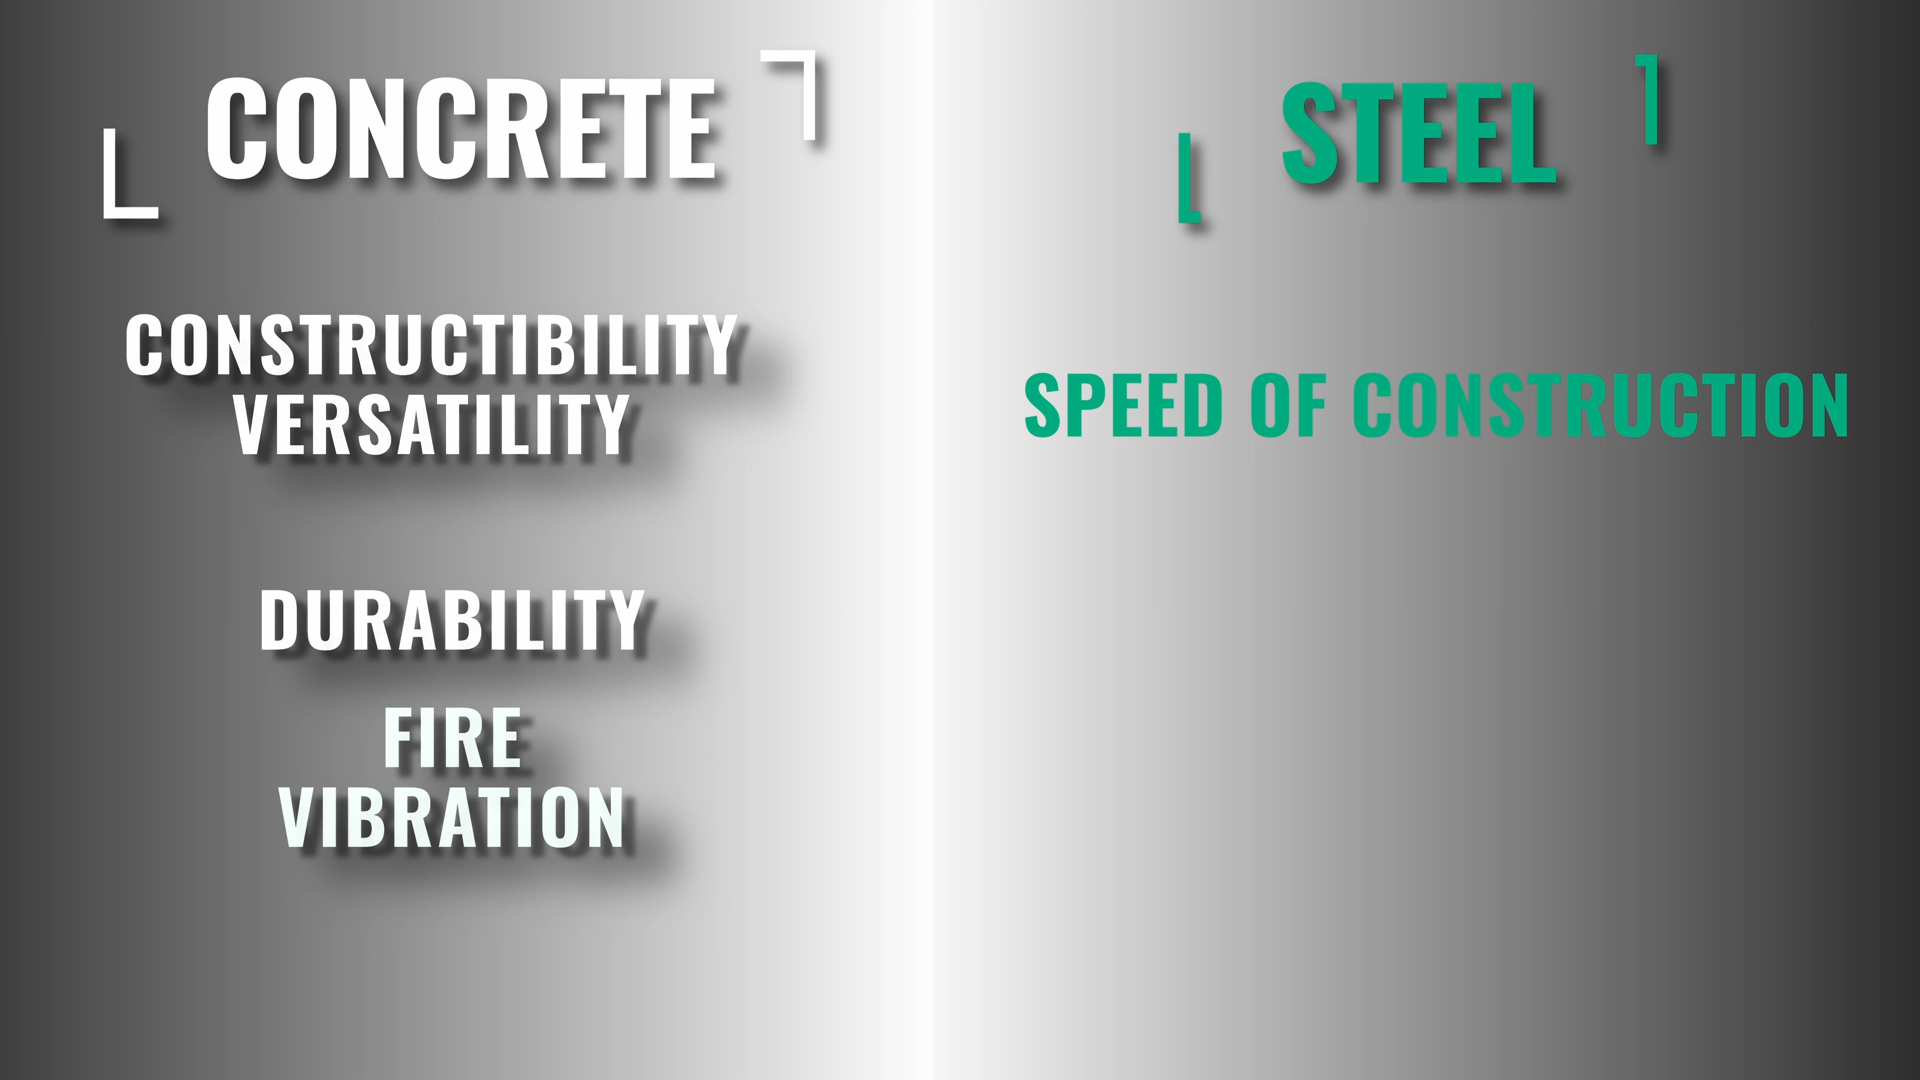 CONCRETE
CONSTRUCTIBILITY
VERSATILITY
DURABILITY
FIRE
VIBRATION
STEEL
SPEED OF CONSTRUCTION